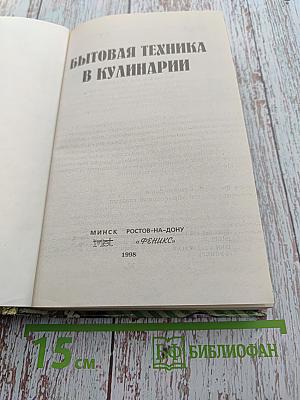 БЫТОВАЯ ТЕХНИКА
В КУЛИНАРИИ
МИНСК РОСТОВ-НА-ДОНУ
«ФЕНИКС»
1998
15 см
БИБЛИОФАН